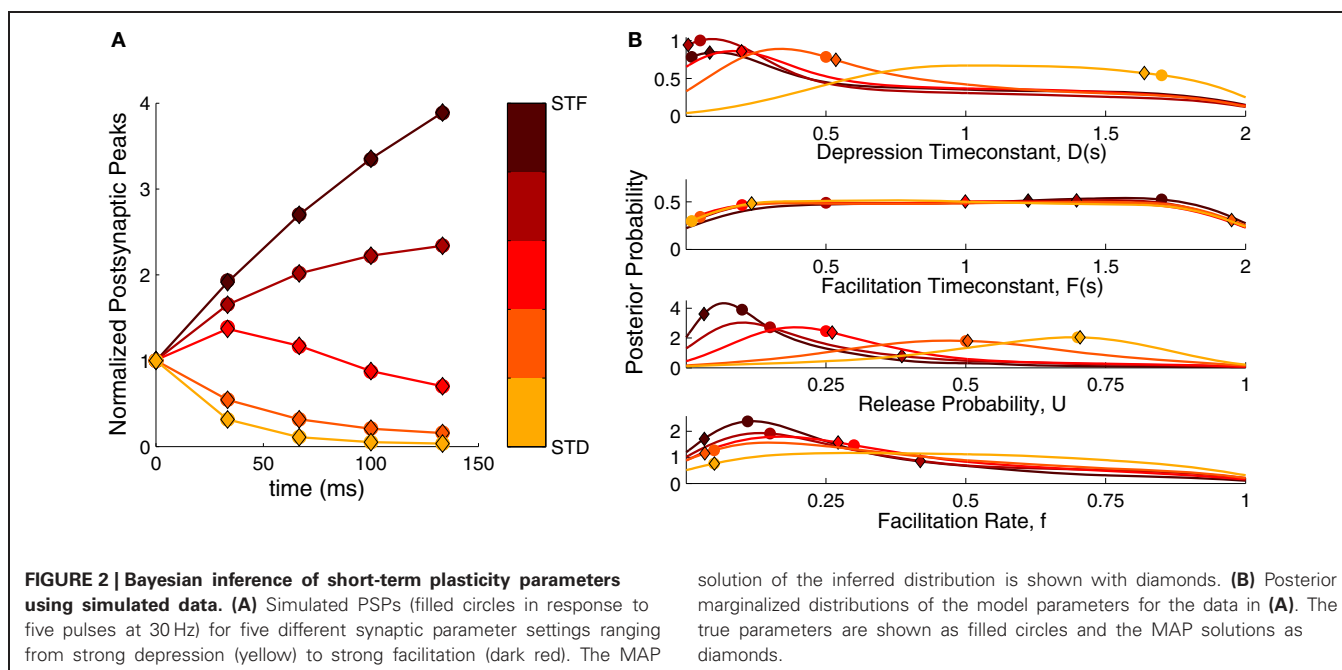 A
4
3
2
1
0
0
50
100
150
Normalized Postsynaptic Peaks
time (ms)
STF
STD
B
Posterior Probability
1
0.5
0
0.5
1
1.5
2
Depression Timeconstant, D(s)
1
0.5
0
0.5
1
1.5
2
Facilitation Timeconstant, F(s)
4
2
0
0.25
0.5
0.75
1
Release Probability, U
2
1
0
0.25
0.5
0.75
1
Facilitation Rate, f
FIGURE 2 | Bayesian inference of short-term plasticity parameters
using simulated data. (A) Simulated PSPs (filled circles in response to
five pulses at 30 Hz) for five different synaptic parameter settings ranging
from strong depression (yellow) to strong facilitation (dark red). The MAP
solution of the inferred distribution is shown with diamonds. (B) Posterior
marginalized distributions of the model parameters for the data in (A). The
true parameters are shown as filled circles and the MAP solutions as
diamonds.